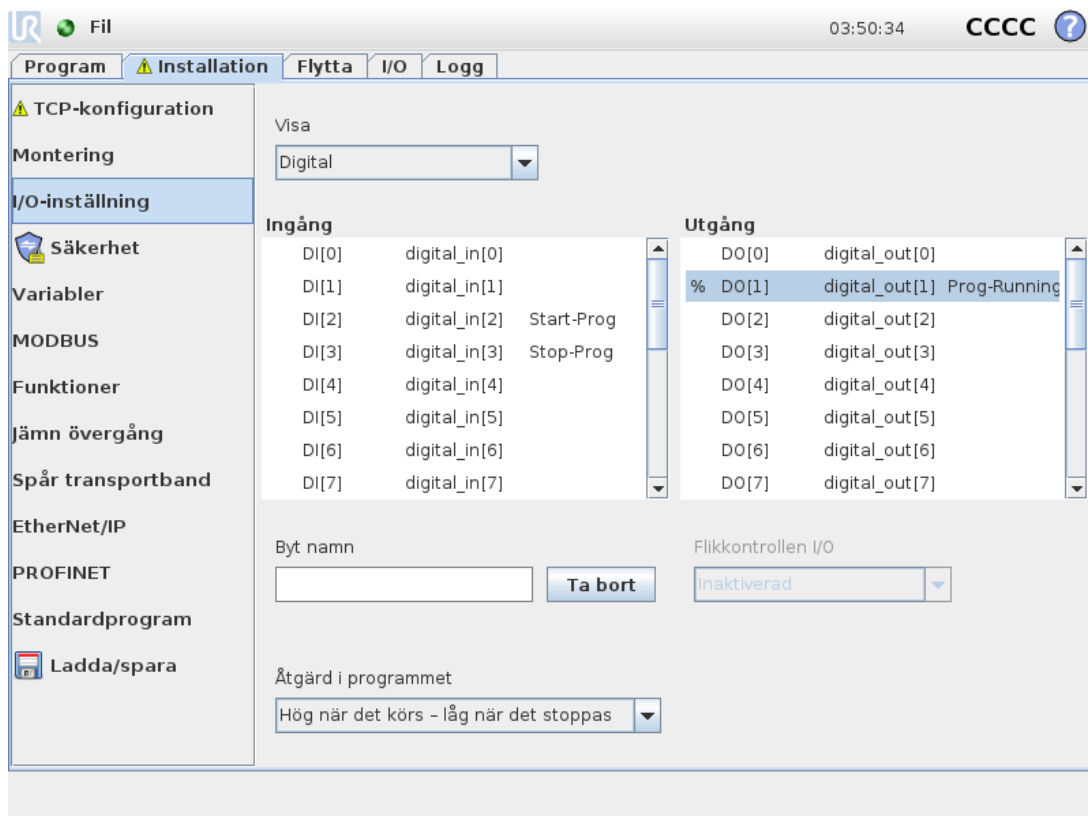 UR Fil 03:50:34 CCCC ?
Program Installation Flytta I/O Logg
TCP-konfiguration
Montering
I/O-inställning
Säkerhet
Variabler
MODBUS
Funktioner
Jämn övergång
Spår transportband
EtherNet/IP
PROFINET
Standardprogram
Ladda/spara
Visa
Digital
Ingång
DI[0] digital_in[0]
DI[1] digital_in[1]
DI[2] digital_in[2] Start-Prog
DI[3] digital_in[3] Stop-Prog
DI[4] digital_in[4]
DI[5] digital_in[5]
DI[6] digital_in[6]
DI[7] digital_in[7]
Utgång
DO[0] digital_out[0]
% DO[1] digital_out[1] Prog-Running
DO[2] digital_out[2]
DO[3] digital_out[3]
DO[4] digital_out[4]
DO[5] digital_out[5]
DO[6] digital_out[6]
DO[7] digital_out[7]
Byt namn
Ta bort
Flikkontrollen I/O
Inaktiverad
Åtgärd i programmet
Hög när det körs – låg när det stoppas